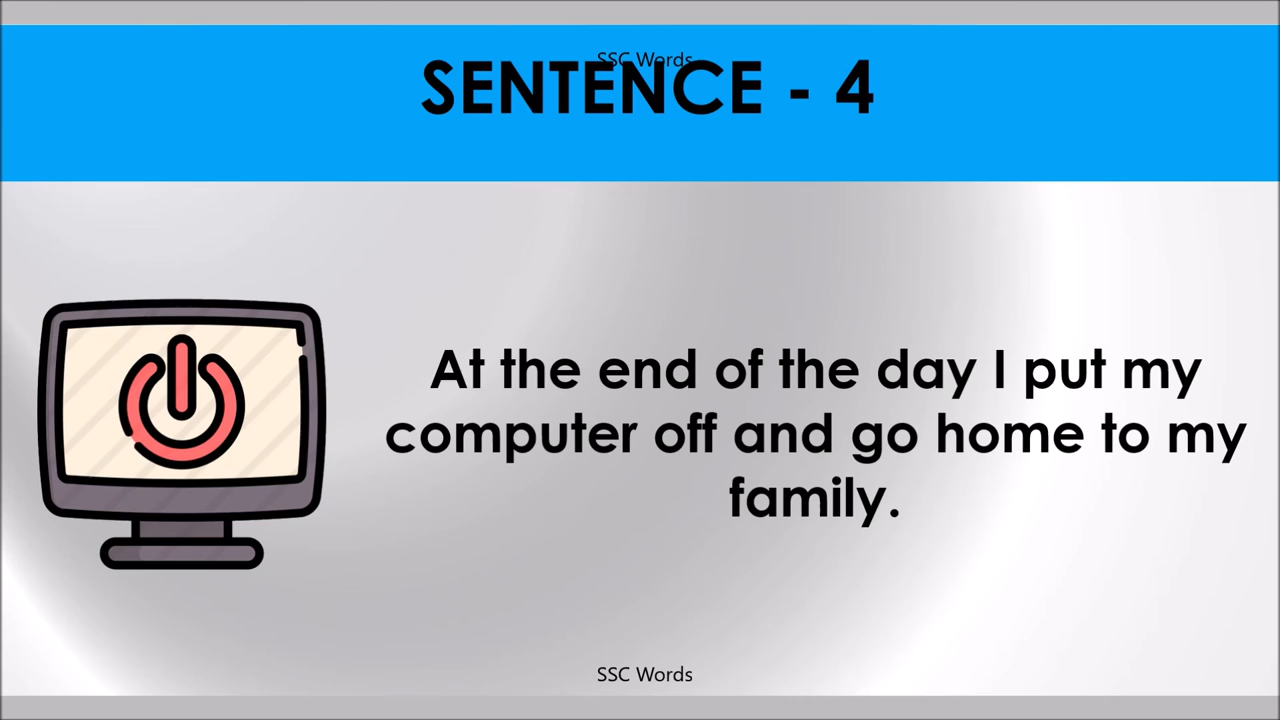 SSC Words
SENTENCE - 4
At the end of the day I put my
computer off and go home to my
family.
SSC Words